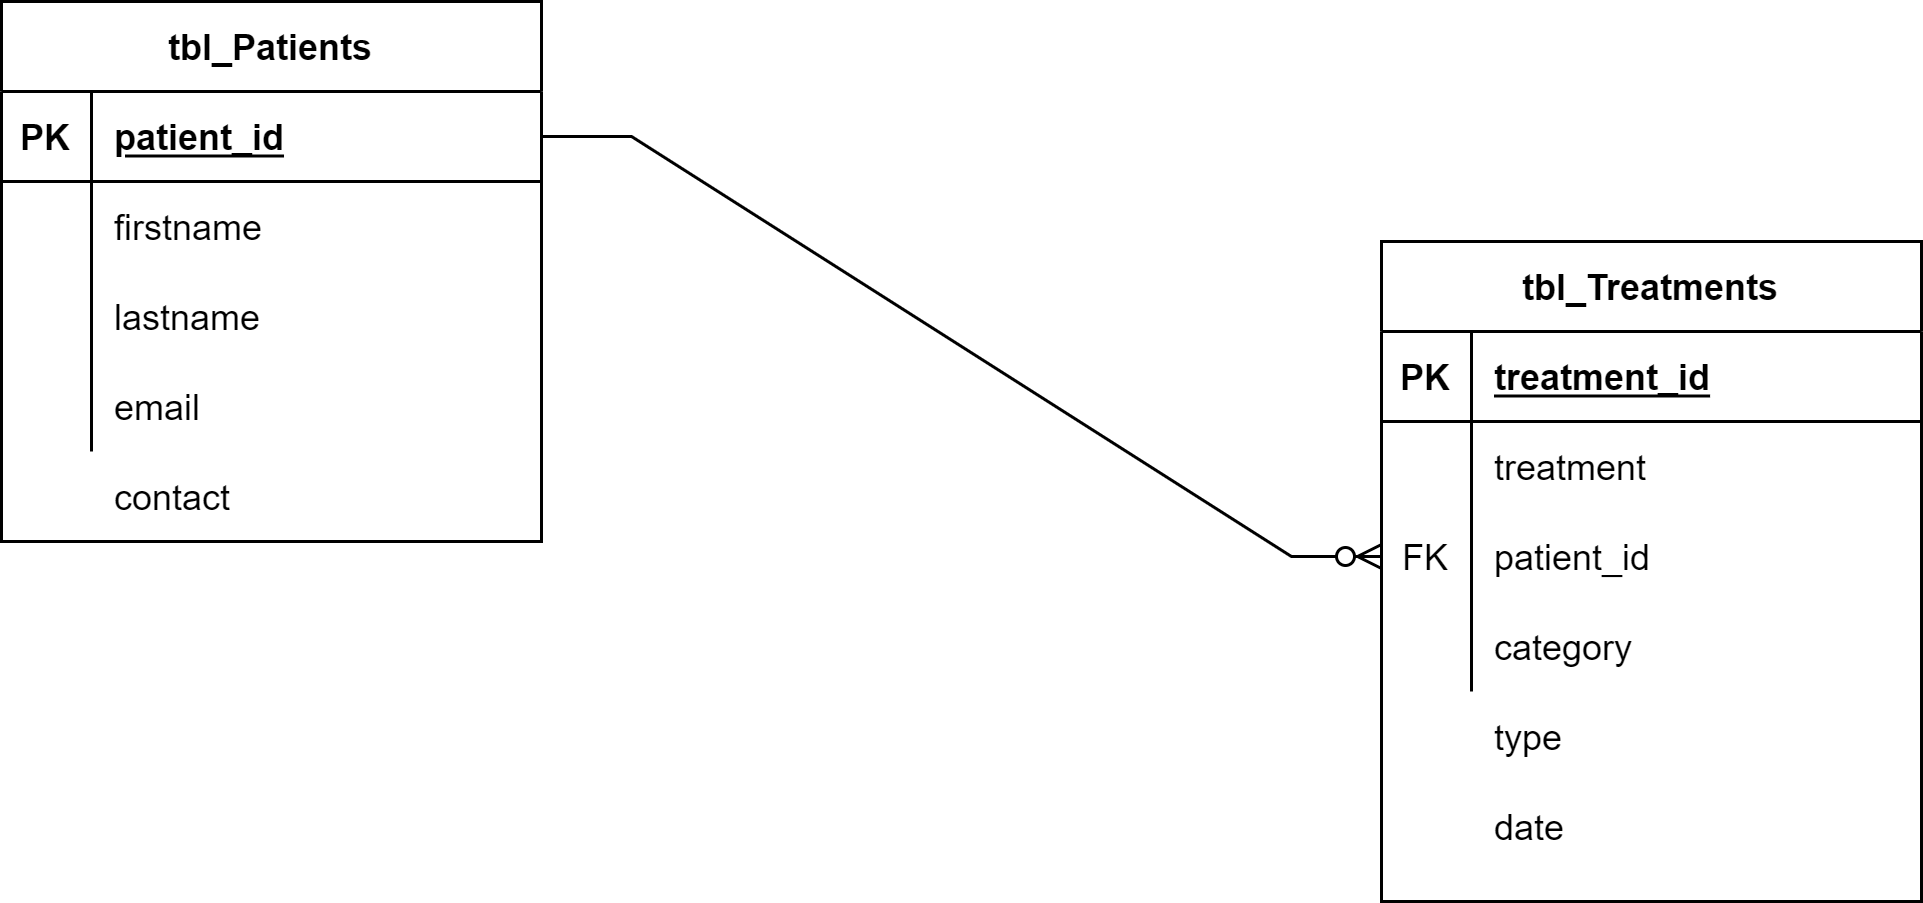 tbl_Patients
PK patient_id
firstname
lastname
email
contact
tbl_Treatments
PK treatment_id
treatment
FK patient_id
category
type
date